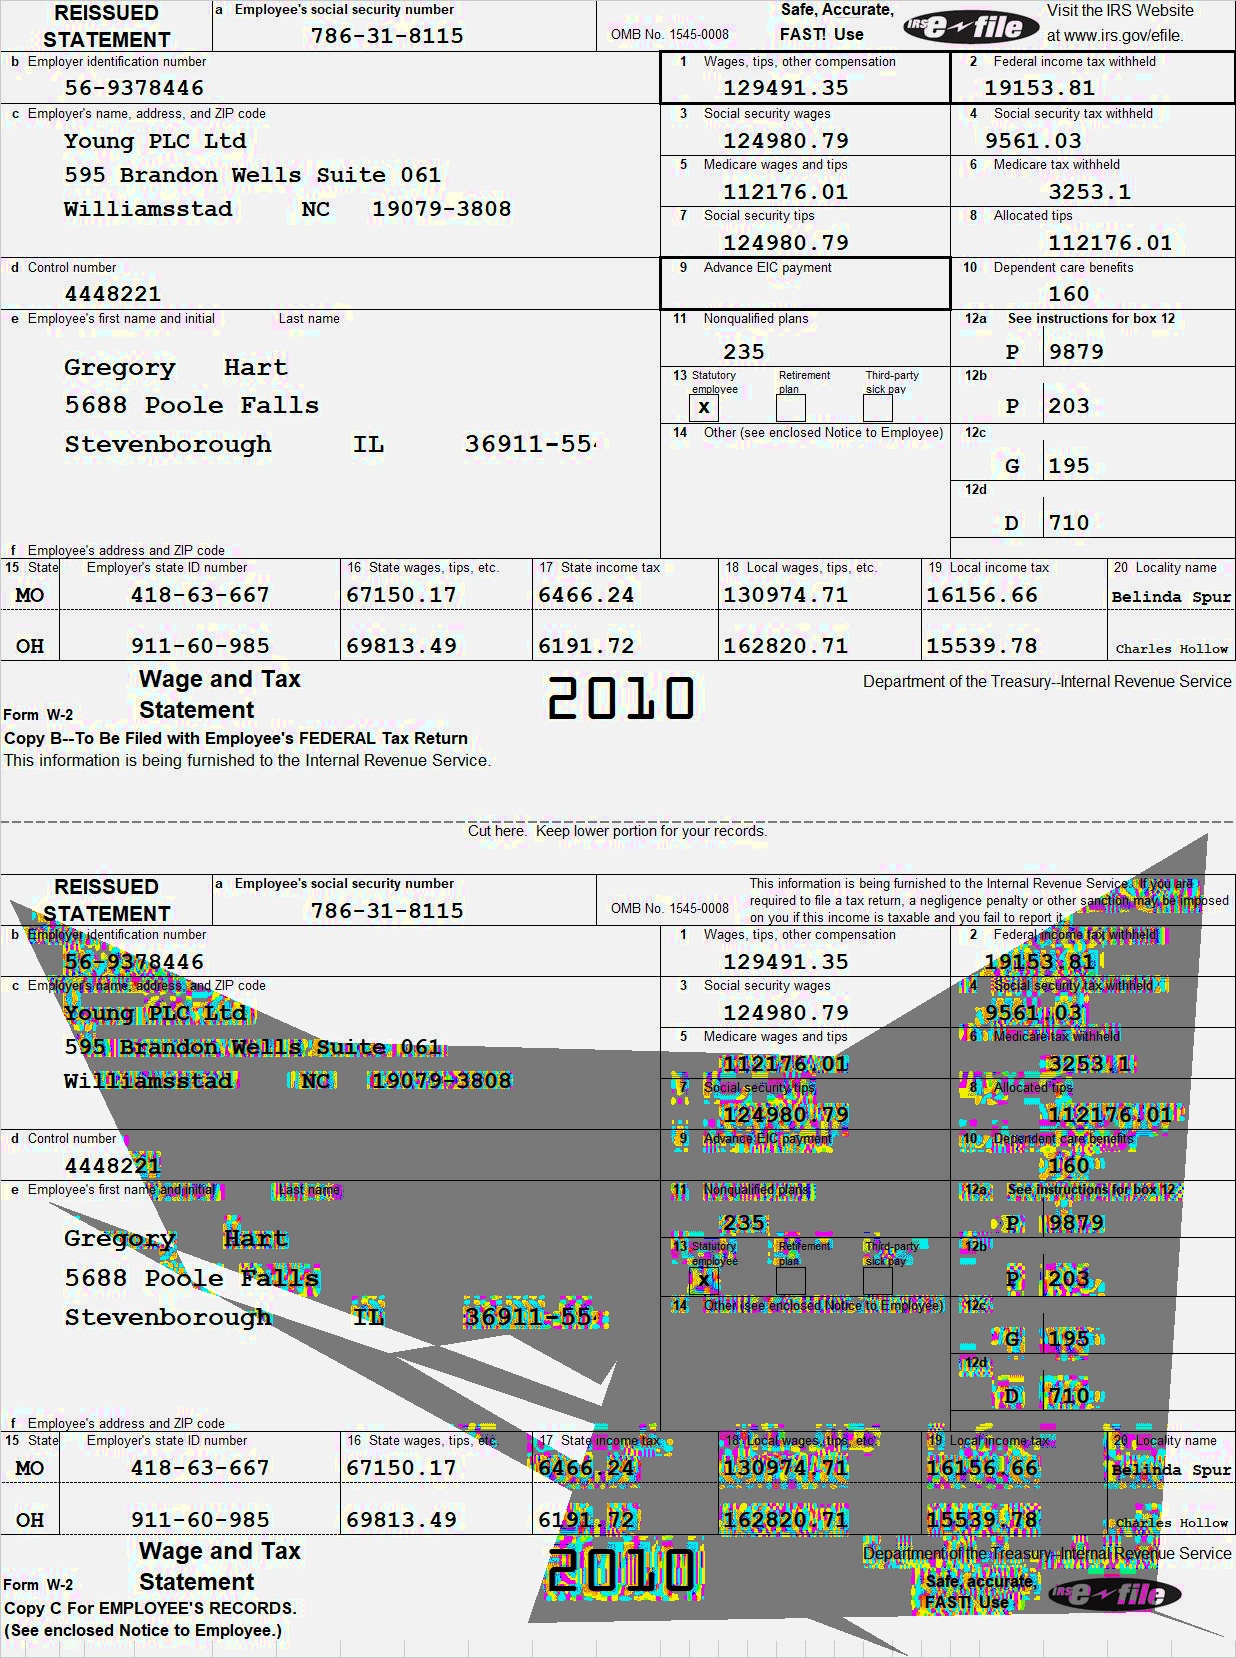 REISSUED STATEMENT
a Employee's social security number
786-31-8115
OMB No. 1545-0008
Safe, Accurate, FAST! Use
IRS e-file
Visit the IRS Website at www.irs.gov/efile.
b Employer identification number
56-9378446
1 Wages, tips, other compensation
129491.35
2 Federal income tax withheld
19153.81
c Employer's name, address, and ZIP code
Young PLC Ltd
595 Brandon Wells Suite 061
Williamsstad NC 19079-3808
3 Social security wages
124980.79
4 Social security tax withheld
9561.03
5 Medicare wages and tips
112176.01
6 Medicare tax withheld
3253.1
7 Social security tips
124980.79
8 Allocated tips
112176.01
d Control number
4448221
9 Advance EIC payment
10 Dependent care benefits
160
e Employee's first name and initial Last name
Gregory Hart
5688 Poole Falls
Stevenborough IL 36911-55
11 Nonqualified plans
235
12a See instructions for box 12
P 9879
13 Statutory employee Retirement plan Third-party sick pay
X
12b
P 203
14 Other (see enclosed Notice to Employee)
12c
G 195
12d
D 710
f Employee's address and ZIP code
15 State Employer's state ID number 16 State wages, tips, etc. 17 State income tax 18 Local wages, tips, etc. 19 Local income tax 20 Locality name
MO 418-63-667 67150.17 6466.24 130974.71 16156.66 Belinda Spur
OH 911-60-985 69813.49 6191.72 162820.71 15539.78 Charles Hollow
Form W-2 Wage and Tax Statement
2010
Department of the Treasury--Internal Revenue Service
Copy B--To Be Filed with Employee's FEDERAL Tax Return
This information is being furnished to the Internal Revenue Service.
Cut here. Keep lower portion for your records.
REISSUED STATEMENT
a Employee's social security number
786-31-8115
OMB No. 1545-0008
This information is being furnished to the Internal Revenue Service. If you are
required to file a tax return, a negligence penalty or other sanction may be imposed
on you if this income is taxable and you fail to report it.
b Employer identification number
56-9378446
1 Wages, tips, other compensation
129491.35
2 Federal income tax withheld
19153.81
c Employer's name, address, and ZIP code
Young PLC Ltd
595 Brandon Wells Suite 061
Williamsstad NC 19079-3808
3 Social security wages
124980.79
4 Social security tax withheld
9561.03
5 Medicare wages and tips
112176.01
6 Medicare tax withheld
3253.1
7 Social security tips
124980.79
8 Allocated tips
112176.01
d Control number
4448221
9 Advance EIC payment
10 Dependent care benefits
160
e Employee's first name and initial Last name
Gregory Hart
5688 Poole Falls
Stevenborough IL 36911-55
11 Nonqualified plans
235
12a See instructions for box 12
P 9879
13 Statutory employee Retirement plan Third-party sick pay
X
12b
P 203
14 Other (see enclosed Notice to Employee)
12c
G 195
12d
D 710
f Employee's address and ZIP code
15 State Employer's state ID number 16 State wages, tips, etc. 17 State income tax 18 Local wages, tips, etc. 19 Local income tax 20 Locality name
MO 418-63-667 67150.17 6466.24 130974.71 16156.66 Belinda Spur
OH 911-60-985 69813.49 6191.72 162820.71 15539.78 Charles Hollow
Form W-2 Wage and Tax Statement
2010
Department of the Treasury--Internal Revenue Service
Safe, accurate, FAST! Use
IRS e-file
Copy C For EMPLOYEE'S RECORDS.
(See enclosed Notice to Employee.)